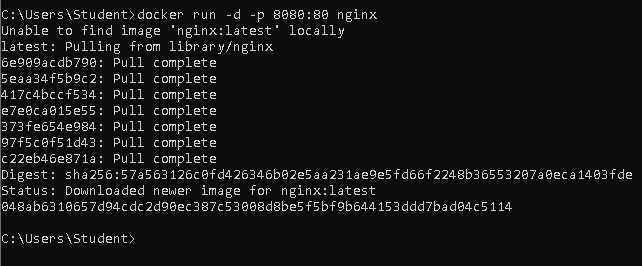 C:\Users\Student>docker run -d -p 8080:80 nginx
Unable to find image 'nginx:latest' locally
latest: Pulling from library/nginx
6e909acdb790: Pull complete
5eaa34f5b9c2: Pull complete
417c4bccf534: Pull complete
e7e0ca015e55: Pull complete
373fe654e984: Pull complete
97f5c0f51d43: Pull complete
c22eb46e871a: Pull complete
Digest: sha256:57a563126c0fd426346b02e5aa231ae9e5fd66f2248b36553207a0eca1403fde
Status: Downloaded newer image for nginx:latest
048ab6310657d94cdc2d90ec387c53008d8be5f5bf9b644153ddd7bad04c5114
C:\Users\Student>